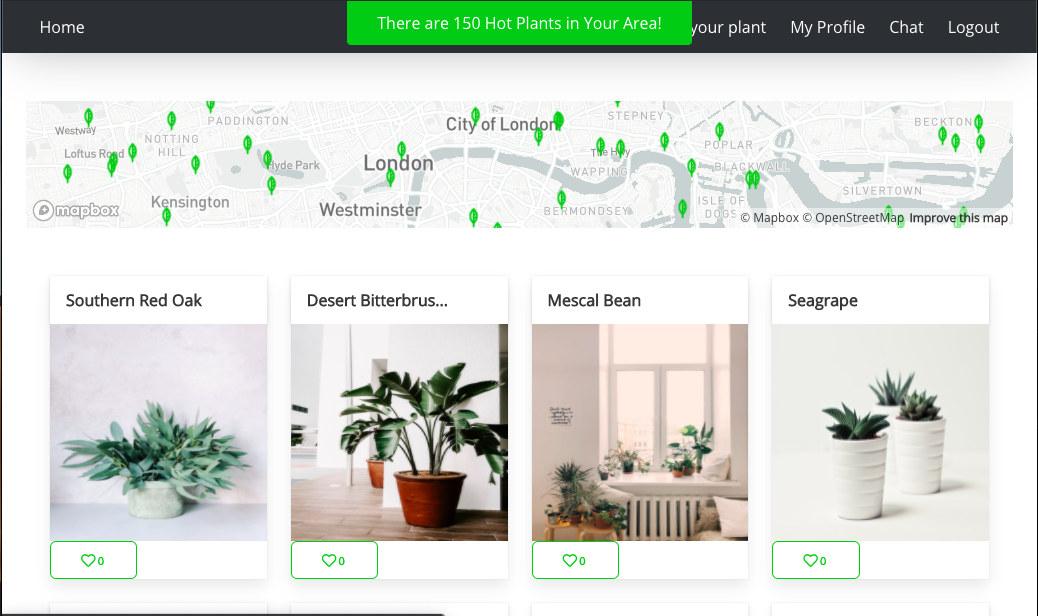 Home
There are 150 Hot Plants in Your Area!
your plant
My Profile
Chat
Logout
PADDINGTON
City of London
STEPNEY
BECKTON
Westway
NOTTING
HILL
POPLAR
Loftus Road
London
Hyde Park
The Hwy
WAPPING
BLACKWALL
SILVERTOWN
Kensington
Westminster
BERMONDSEY
ISLE OF
DOGS
mapbox
© Mapbox © OpenStreetMap Improve this map
Southern Red Oak
Desert Bitterbrus...
Mescal Bean
Seagrape
0
0
0
0